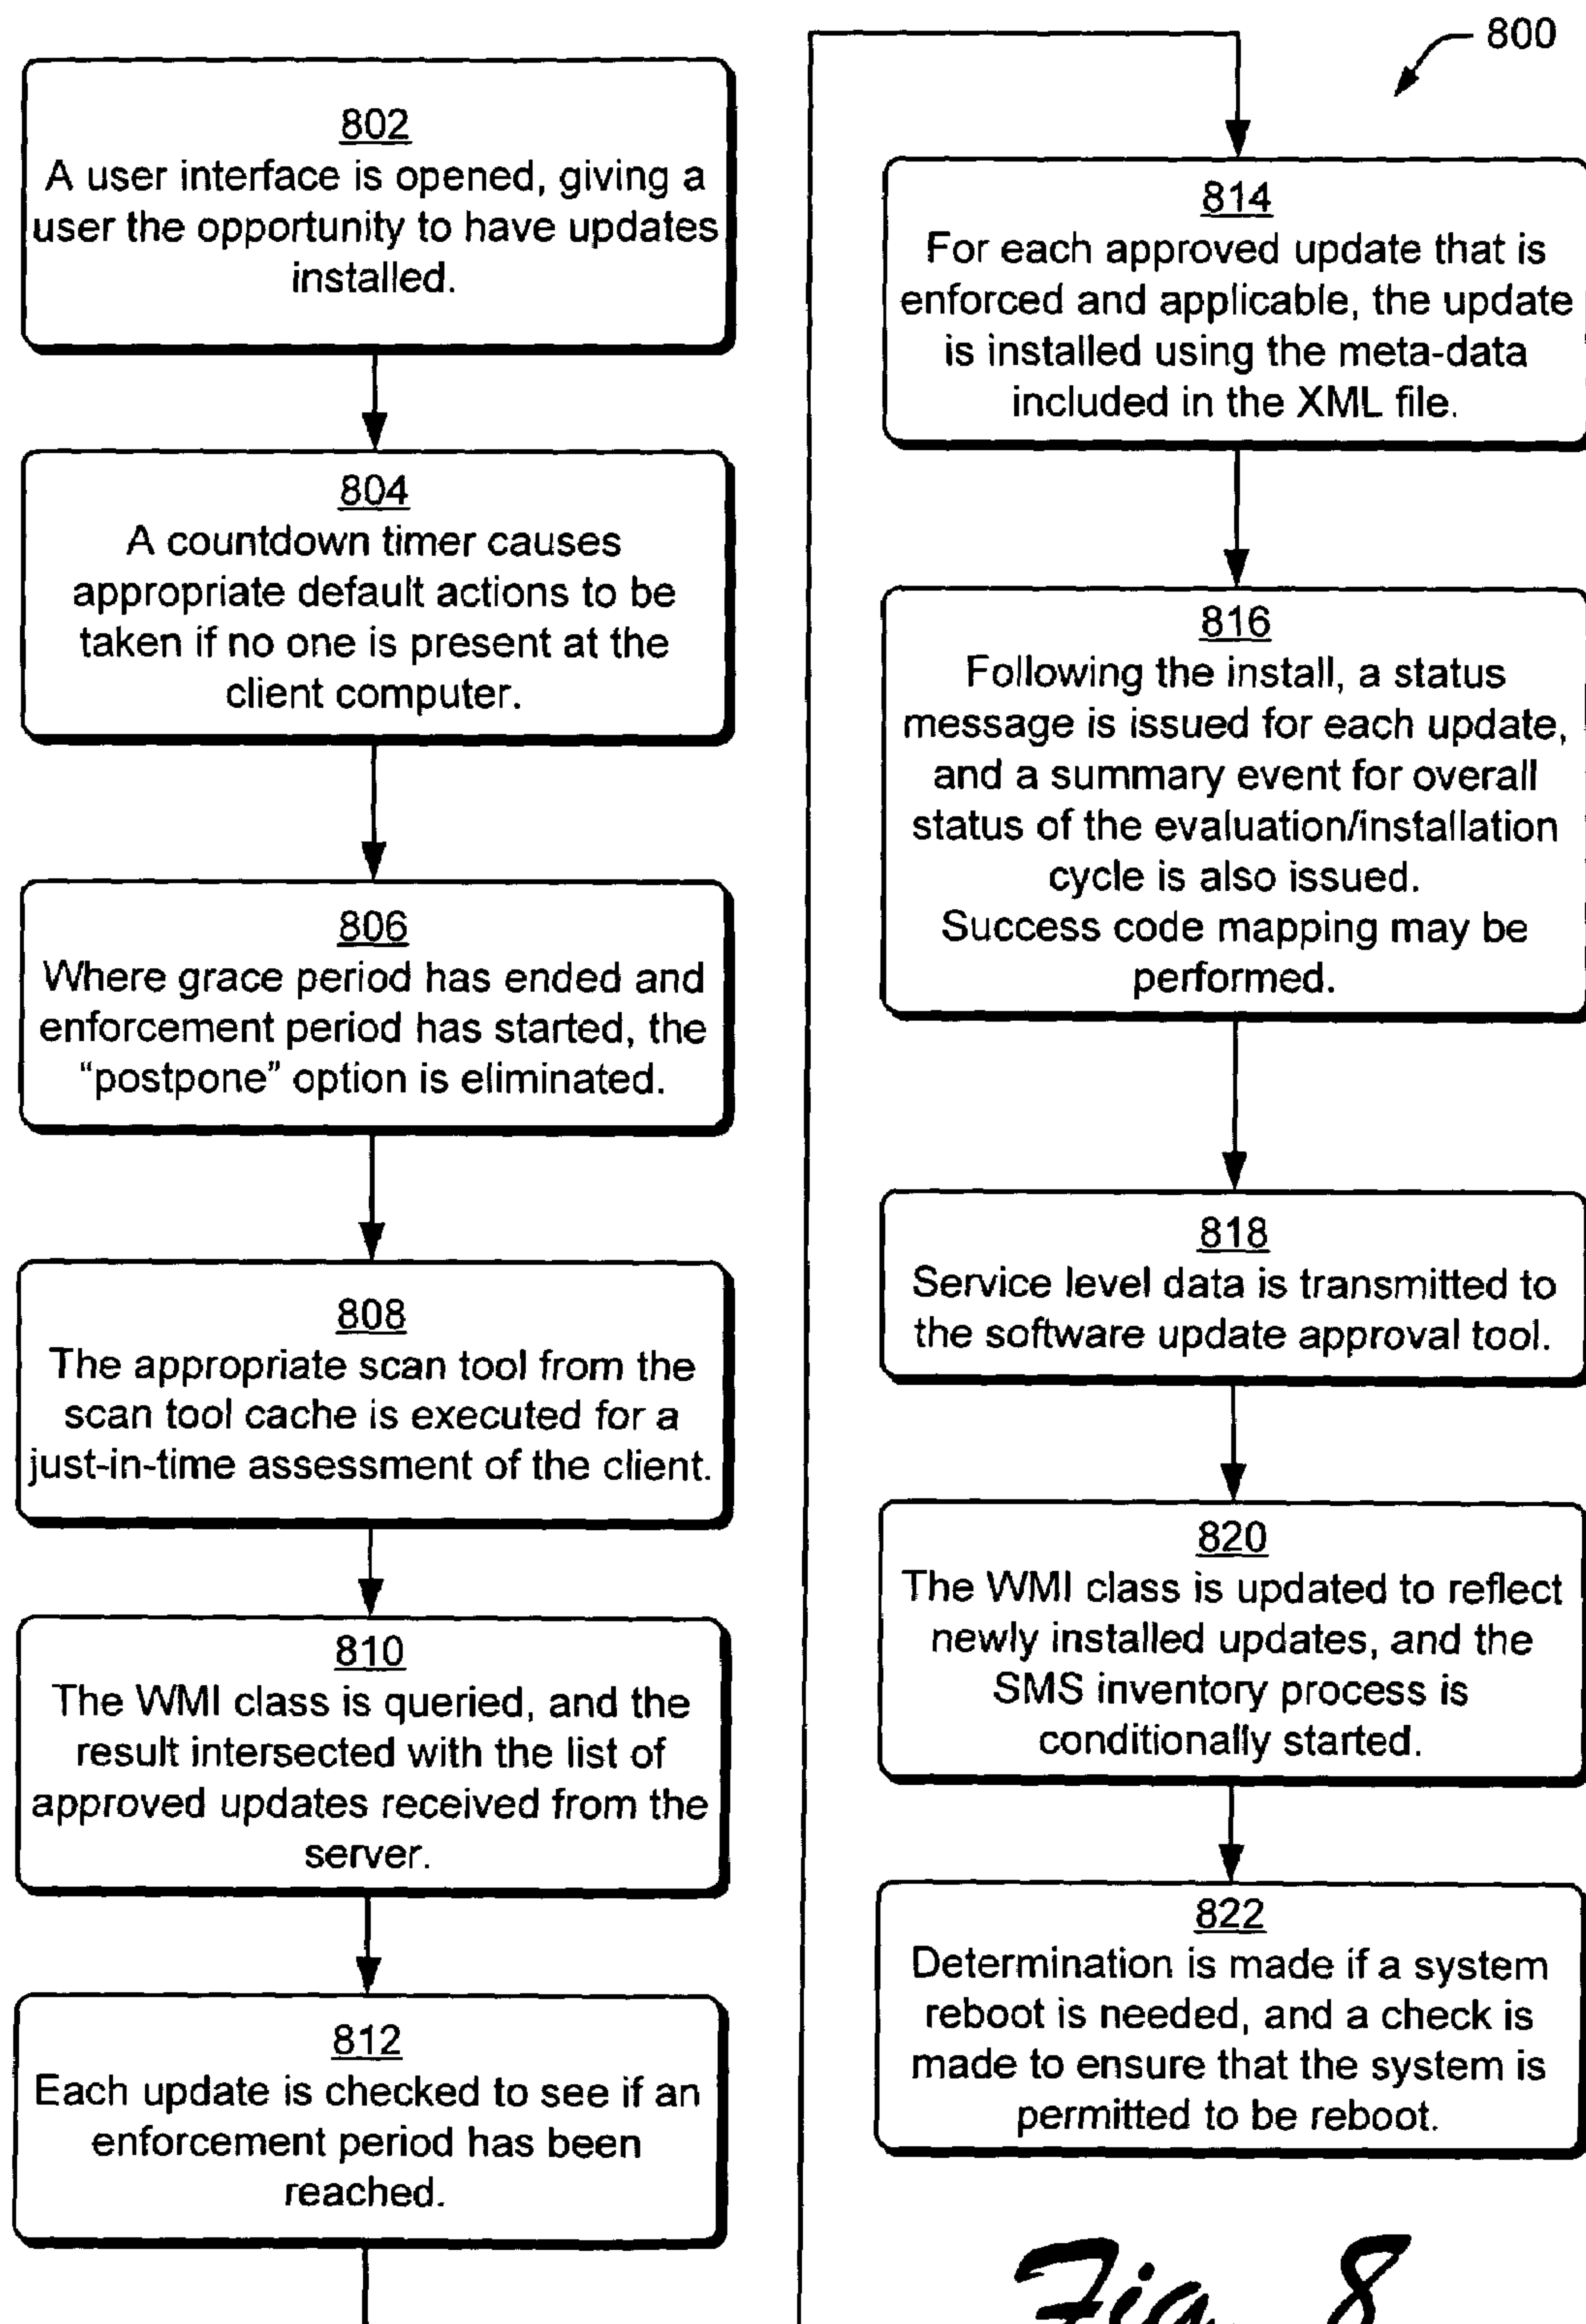 802
A user interface is opened, giving a
user the opportunity to have updates
installed.
804
A countdown timer causes
appropriate default actions to be
taken if no one is present at the
client computer.
806
Where grace period has ended and
enforcement period has started, the
“postpone” option is eliminated.
808
The appropriate scan tool from the
scan tool cache is executed for a
just-in-time assessment of the client.
810
The WMI class is queried, and the
result intersected with the list of
approved updates received from the
server.
812
Each update is checked to see if an
enforcement period has been
reached.
800
814
For each approved update that is
enforced and applicable, the update
is installed using the meta-data
included in the XML file.
816
Following the install, a status
message is issued for each update,
and a summary event for overall
status of the evaluation/installation
cycle is also issued.
Success code mapping may be
performed.
818
Service level data is transmitted to
the software update approval tool.
820
The WMI class is updated to reflect
newly installed updates, and the
SMS inventory process is
conditionally started.
822
Determination is made if a system
reboot is needed, and a check is
made to ensure that the system is
permitted to be reboot.
Fig. 8